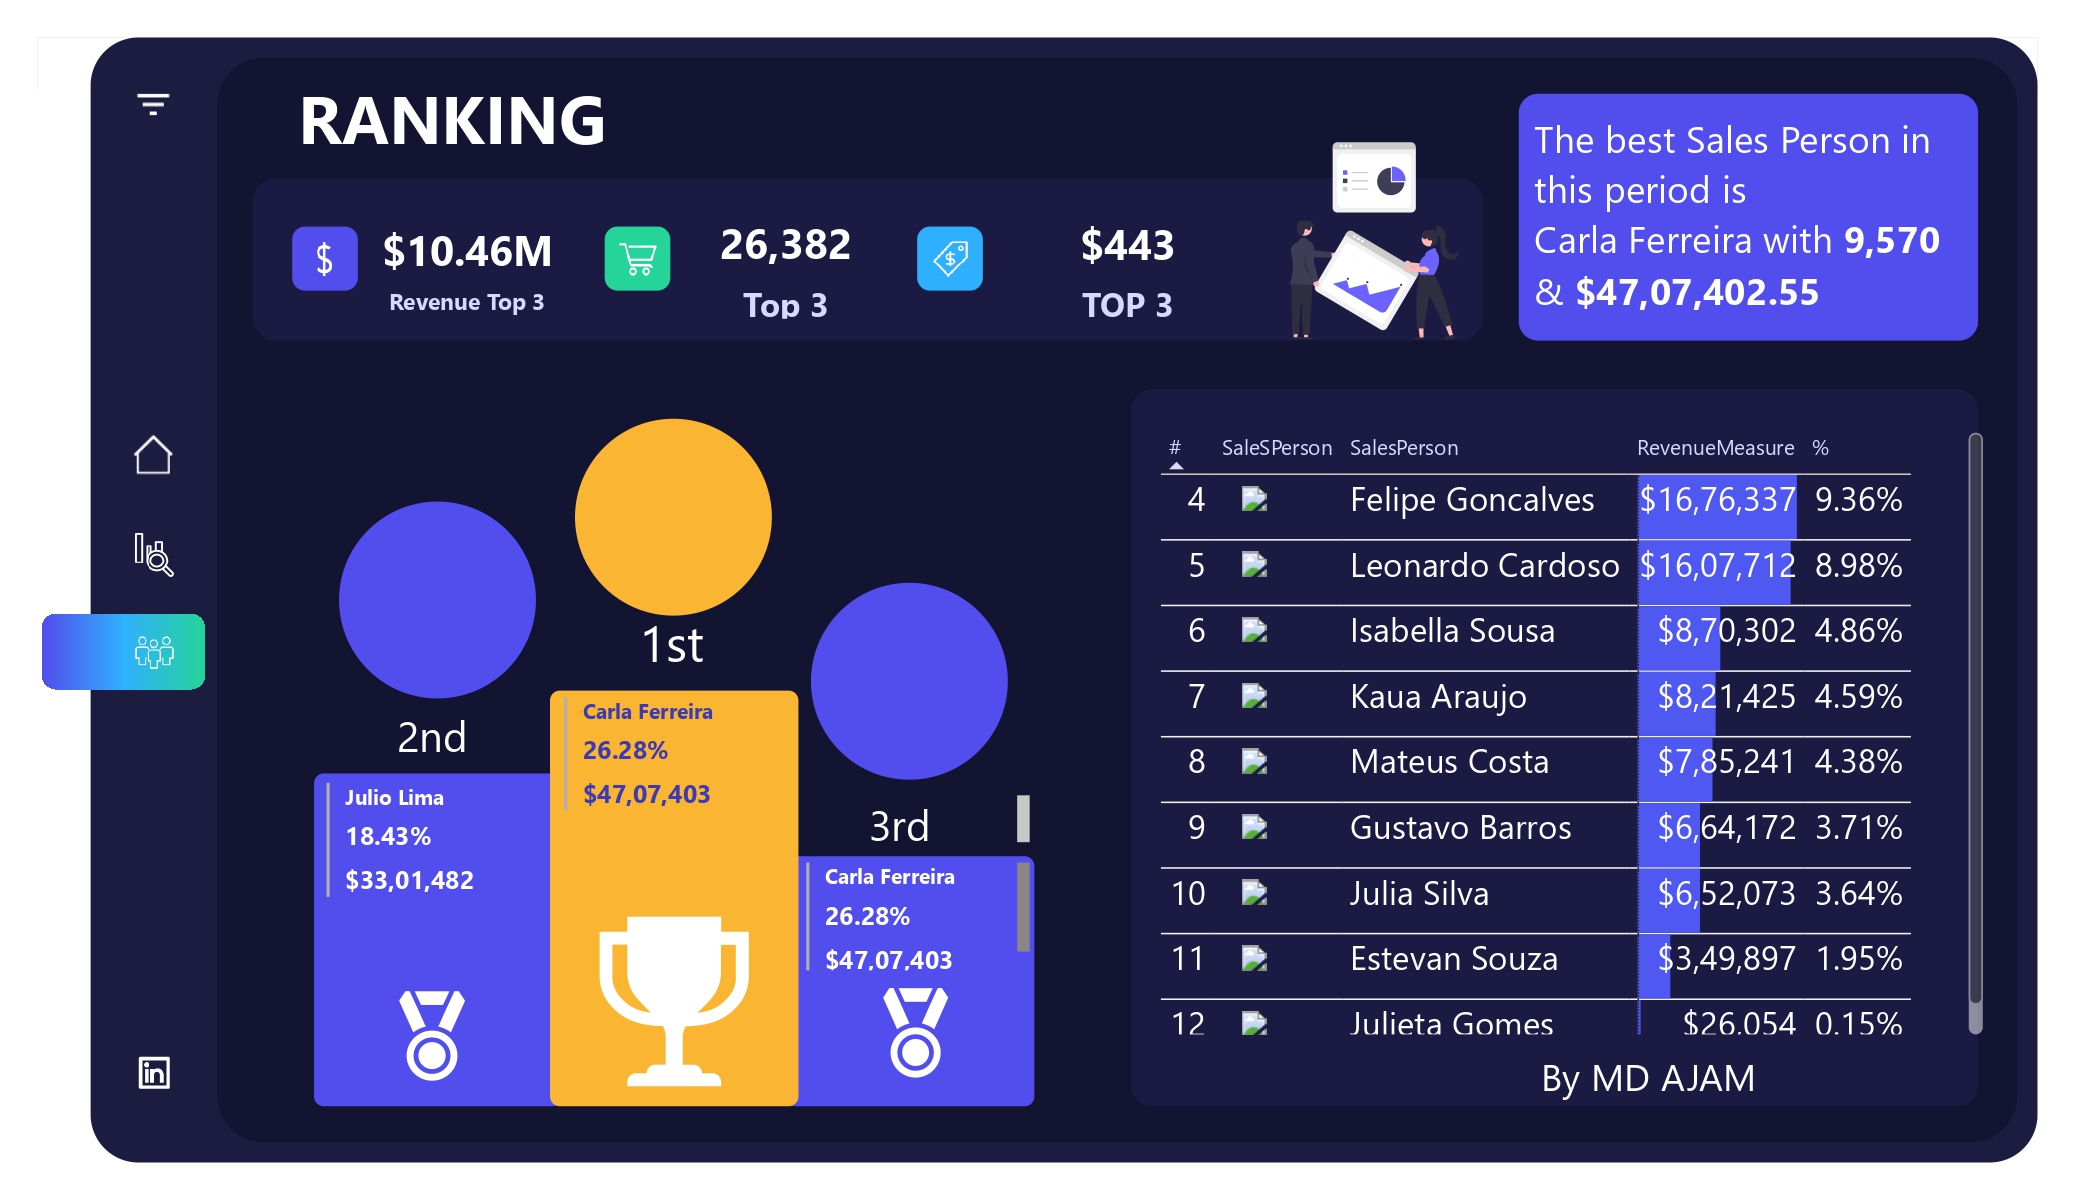 RANKING
$10.46M
Revenue Top 3
26,382
Top 3
$443
TOP 3
The best Sales Person in
this period is
Carla Ferreira with 9,570
& $47,07,402.55
1st
Carla Ferreira
26.28%
$47,07,403
2nd
Julio Lima
18.43%
$33,01,482
3rd
Carla Ferreira
26.28%
$47,07,403
# SaleSPerson SalesPerson RevenueMeasure %
4 Felipe Goncalves $16,76,337 9.36%
5 Leonardo Cardoso $16,07,712 8.98%
6 Isabella Sousa $8,70,302 4.86%
7 Kaua Araujo $8,21,425 4.59%
8 Mateus Costa $7,85,241 4.38%
9 Gustavo Barros $6,64,172 3.71%
10 Julia Silva $6,52,073 3.64%
11 Estevan Souza $3,49,897 1.95%
12 Julieta Gomes $26,054 0.15%
By MD AJAM
in